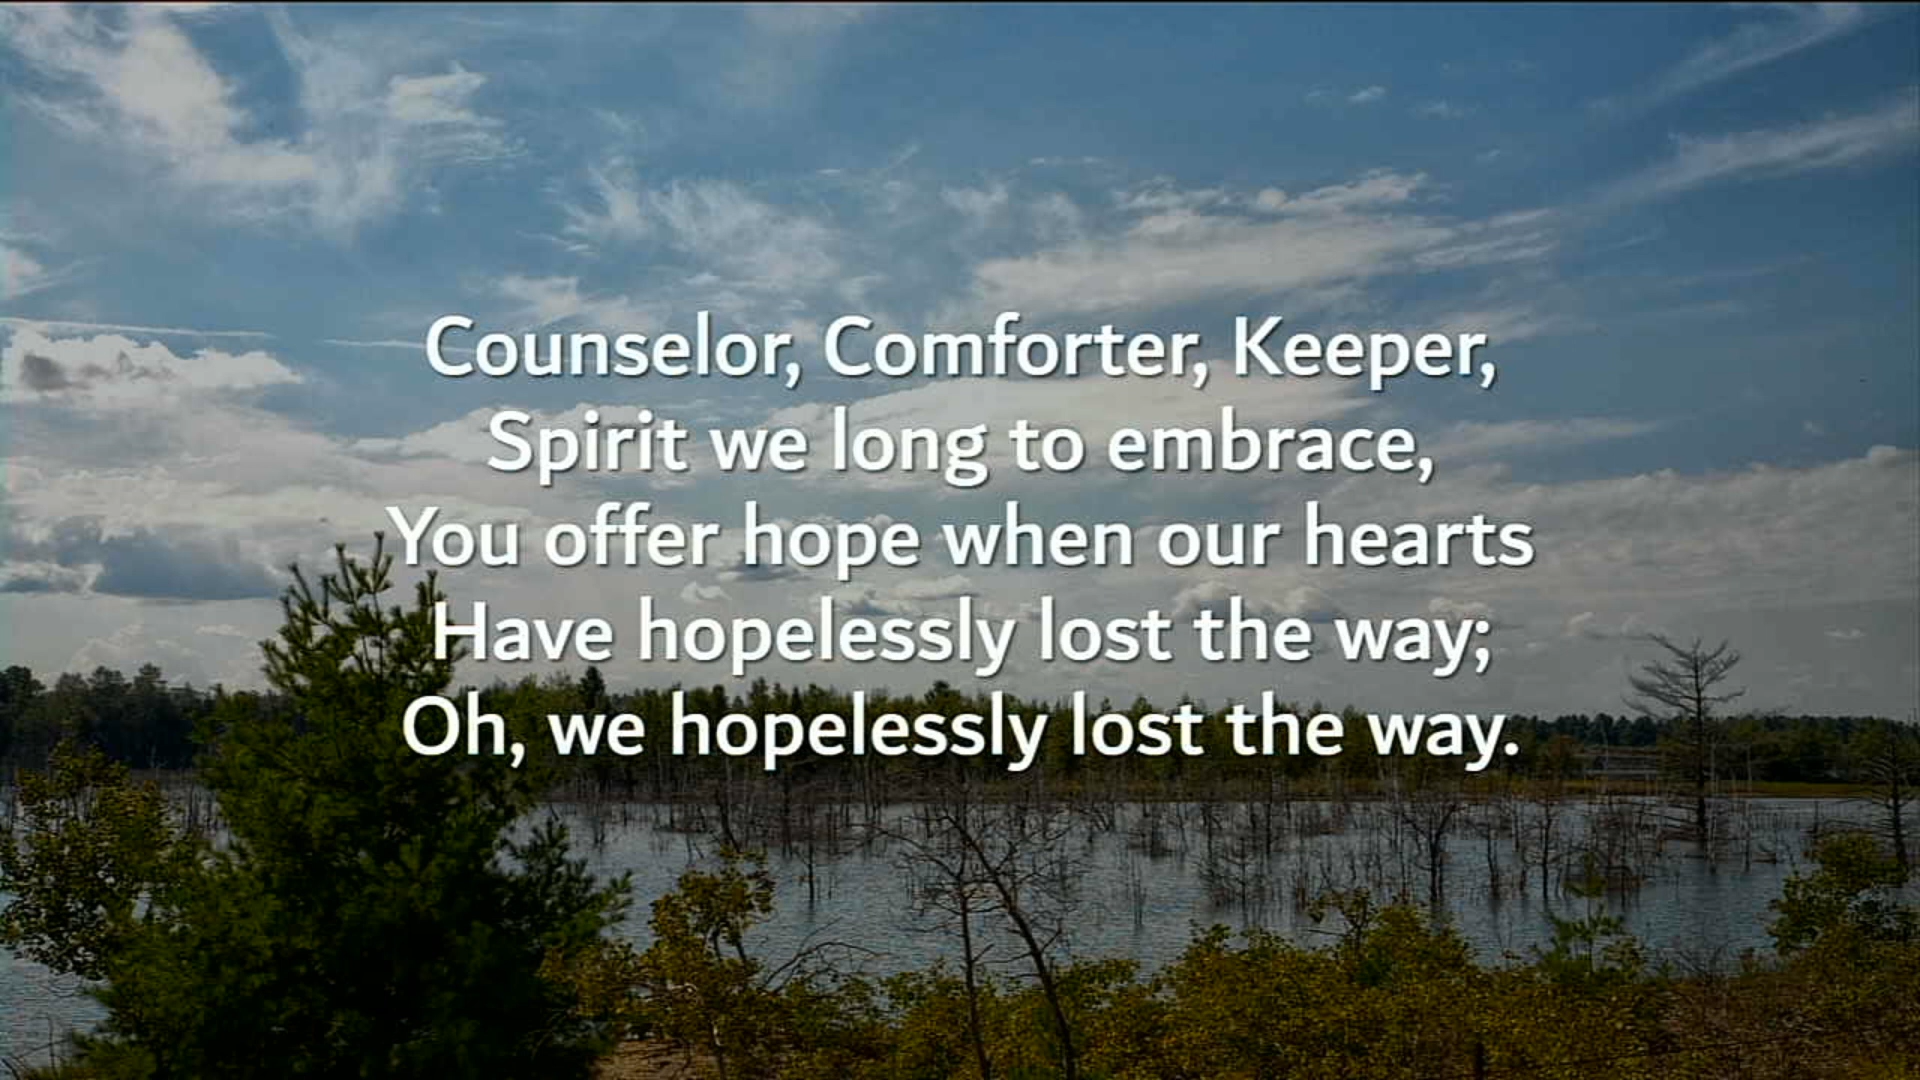 Counselor, Comforter, Keeper,
Spirit we long to embrace,
You offer hope when our hearts
Have hopelessly lost the way;
Oh, we hopelessly lost the way.